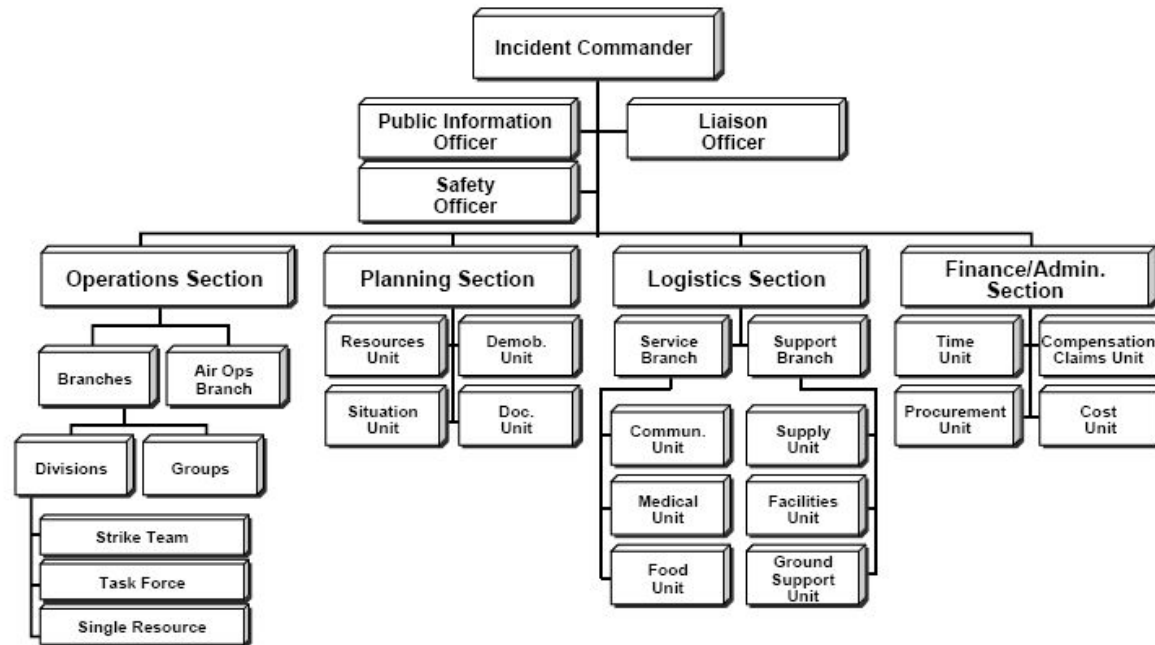 Incident Commander
Public Information
Officer
Liaison
Officer
Safety
Officer
Operations Section
Planning Section
Logistics Section
Finance/Admin.
Section
Branches
Air Ops
Branch
Divisions
Groups
Strike Team
Task Force
Single Resource
Resources
Unit
Demob.
Unit
Situation
Unit
Doc.
Unit
Service
Branch
Support
Branch
Commun.
Unit
Supply
Unit
Medical
Unit
Facilities
Unit
Food
Unit
Ground
Support
Unit
Time
Unit
Compensation
Claims Unit
Procurement
Unit
Cost
Unit